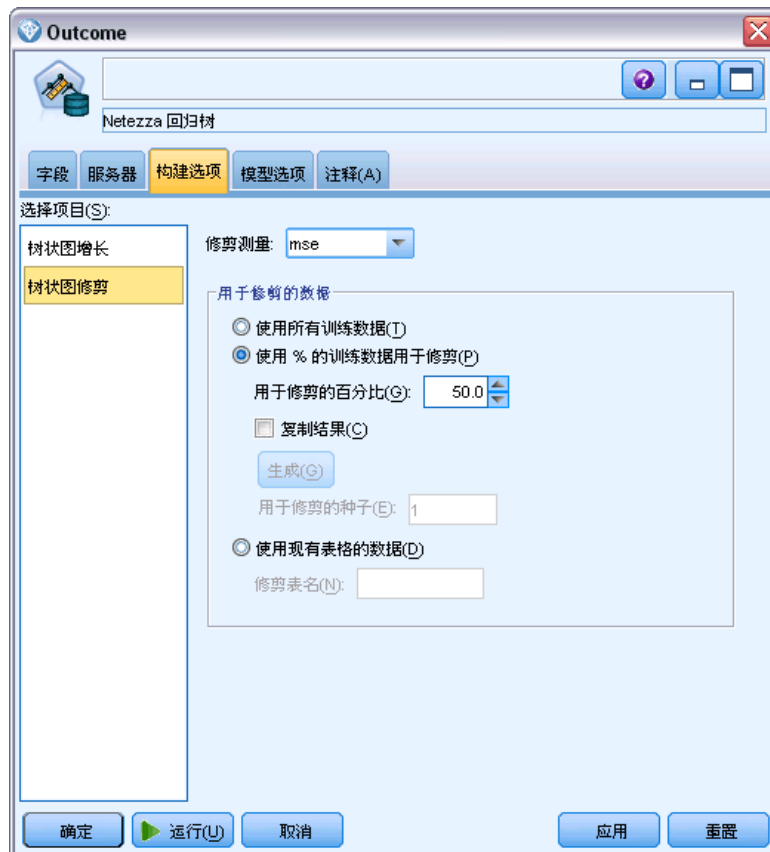 Outcome
Netezza 回归树
字段 服务器 构建选项 模型选项 注释(A)
选择项目(S):
树状图增长
树状图修剪
修剪测量: mse
用于修剪的数据
使用所有训练数据(T)
使用 % 的训练数据用于修剪(P)
用于修剪的百分比(G): 50.0
复制结果(C)
生成(G)
用于修剪的种子(E): 1
使用现有表格的数据(D)
修剪表名(N):
确定 运行(U) 取消 应用 重置